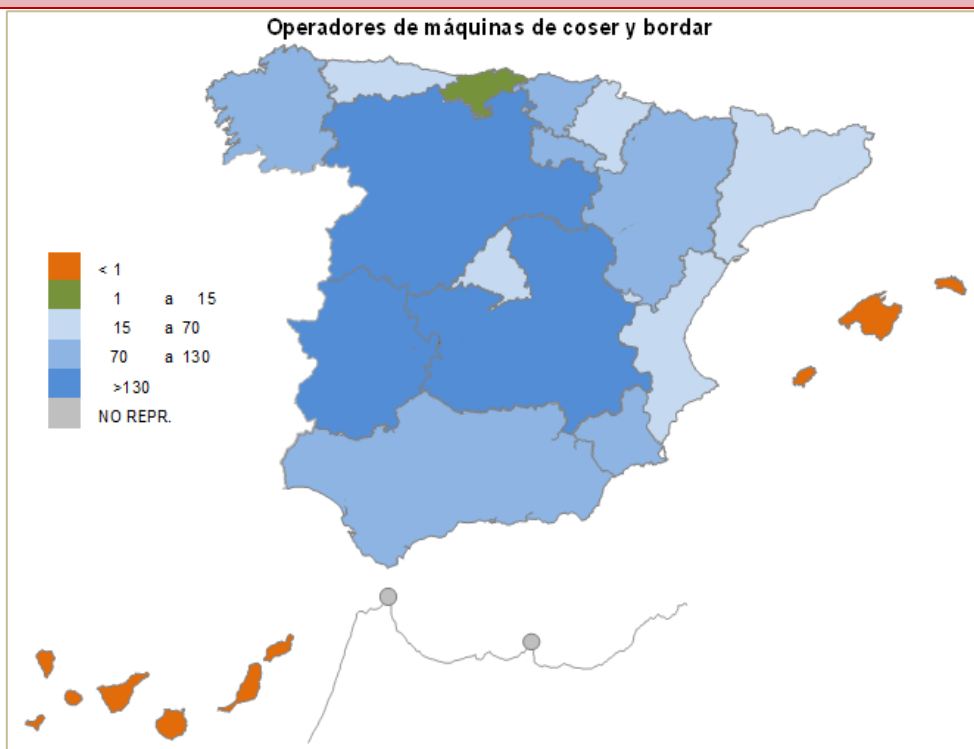 Operadores de máquinas de coser y bordar
< 1
1 a 15
15 a 70
70 a 130
>130
NO REPR.